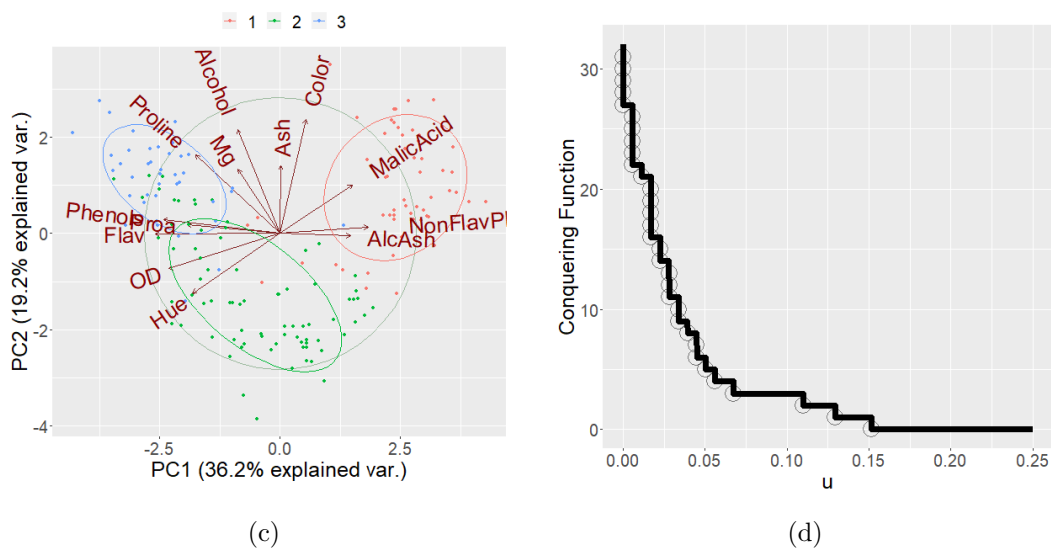 1 2 3
Alcohol
Color
Proline
Mg
Ash
MalicAcid
Phenols
Proa
NonFlavPh
Flav
AlcAsh
OD
Hue
2
0
-2
-4
PC2 (19.2% explained var.)
-2.5 0.0 2.5
PC1 (36.2% explained var.)
(c)
30
20
10
0
Conquering Function
0.00 0.05 0.10 0.15 0.20 0.25
u
(d)